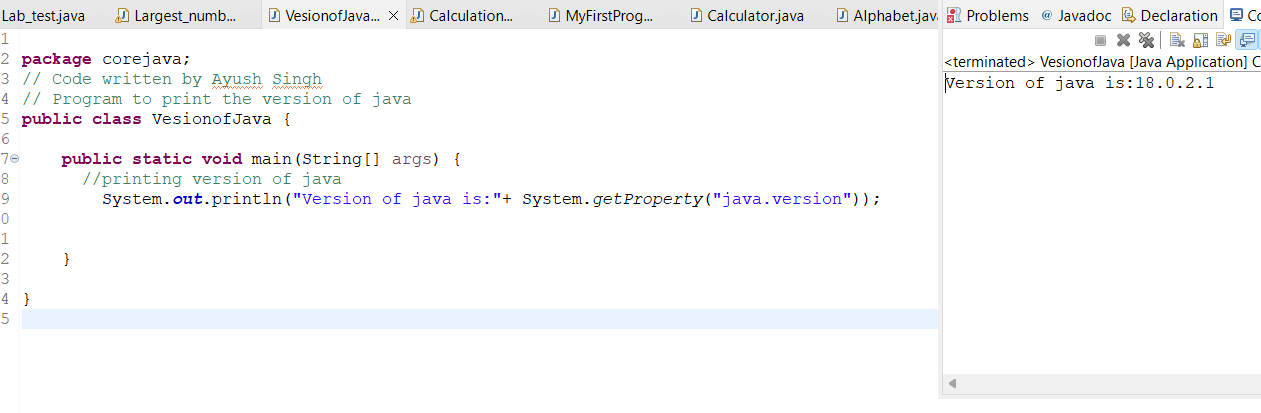 Lab_test.java Largest_numb... VesionofJava... Calculation... MyFirstProg... Calculator.java Alphabet.java Problems Javadoc Declaration
<terminated> VesionofJava [Java Application] C
Version of java is:18.0.2.1
1
2 package corejava;
3 // Code written by Ayush Singh
4 // Program to print the version of java
5 public class VesionofJava {
6
7 public static void main(String[] args) {
8 //printing version of java
9 System.out.println("Version of java is:"+ System.getProperty("java.version"));
0
1
2 }
3
4 }
5